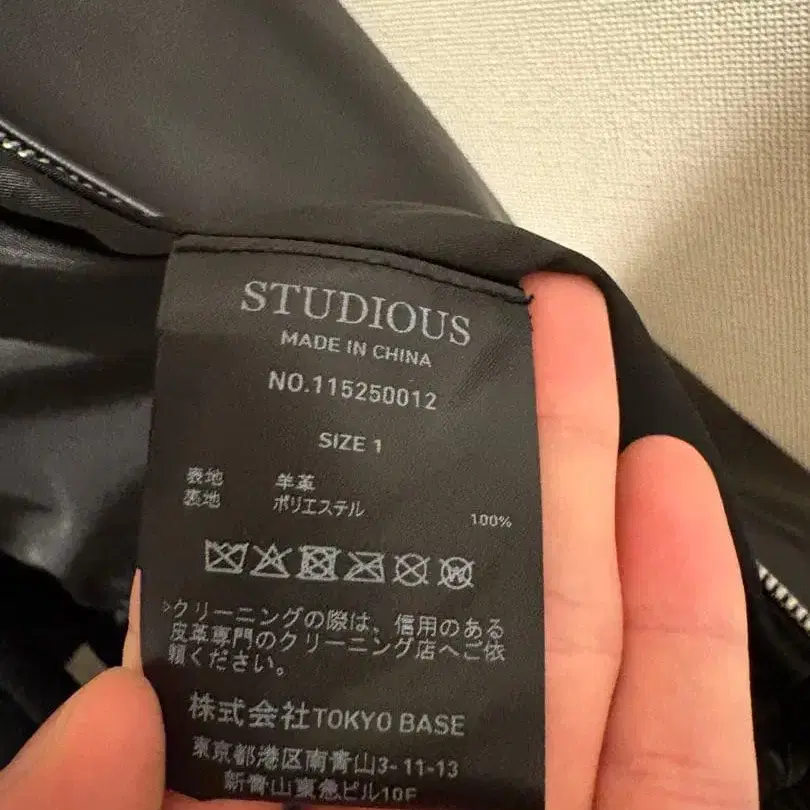 STUDIOUS
MADE IN CHINA
NO.115250012
SIZE 1
表地 羊革
裏地 ポリエステル 100%
クリーニングの際は、信用のある
皮革専門のクリーニング店へご依
頼ください。
株式会社TOKYO BASE
東京都港区南青山3-11-13
新青山東急ビル10F